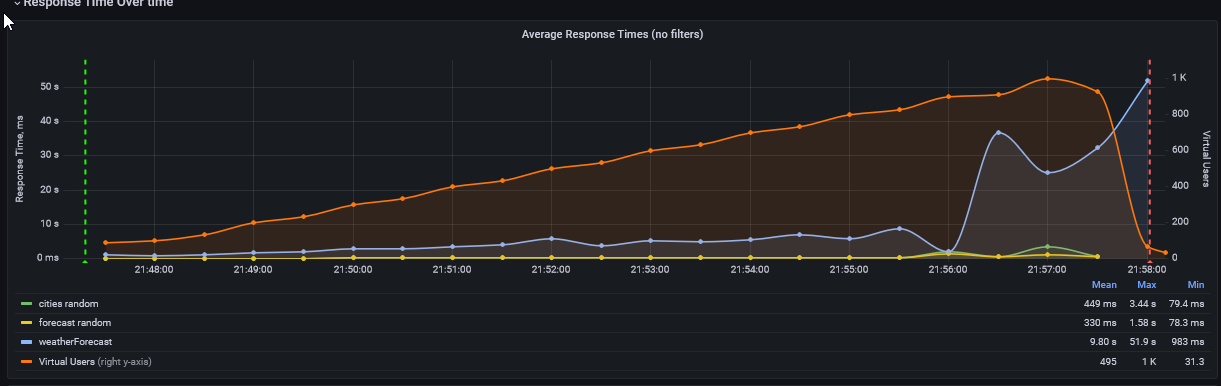 Response Time Over time
Average Response Times (no filters)
Response Time, ms
50 s
40 s
30 s
20 s
10 s
0 ms
1 K
800
600
400
200
0
Virtual Users
21:48:00 21:49:00 21:50:00 21:51:00 21:52:00 21:53:00 21:54:00 21:55:00 21:56:00 21:57:00 21:58:00
Mean Max Min
cities random 449 ms 3.44 s 79.4 ms
forecast random 330 ms 1.58 s 78.3 ms
weatherForecast 9.80 s 51.9 s 983 ms
Virtual Users (right y-axis) 495 1 K 31.3